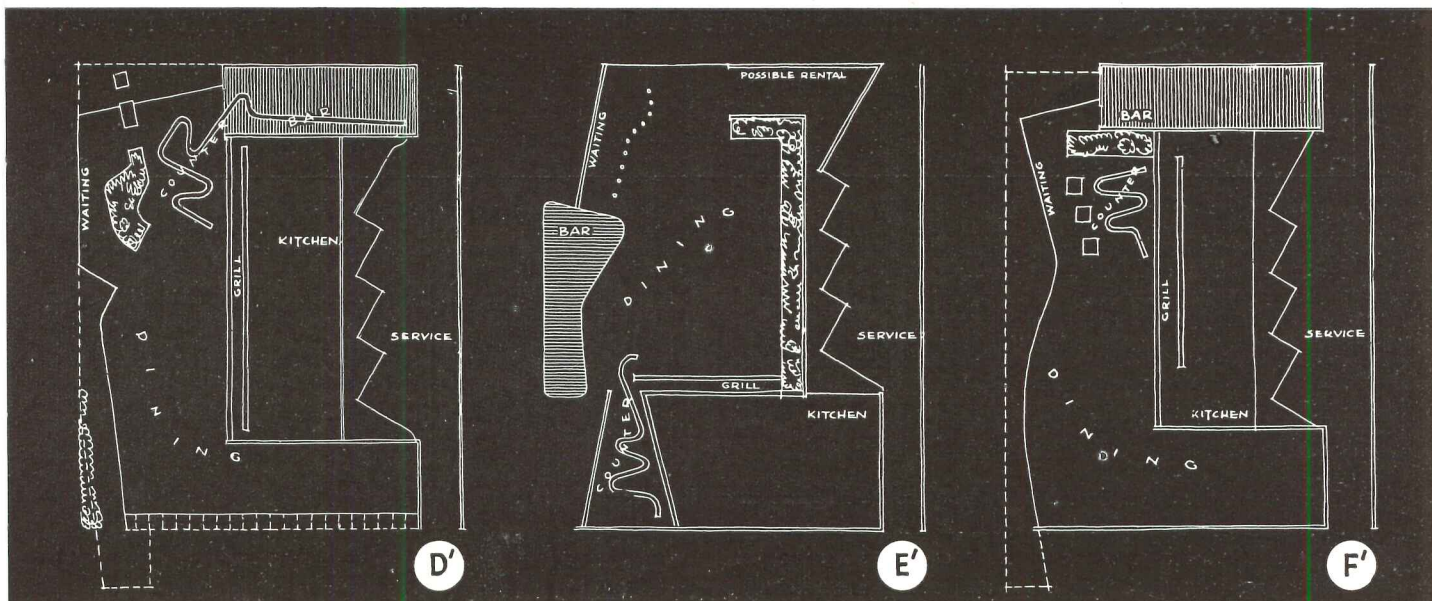 WAITING
COUNTER
BAR
GRILL
KITCHEN
SERVICE
DINING
D'
POSSIBLE RENTAL
WAITING
BAR
DINING
GRILL
COUNTER
KITCHEN
SERVICE
E'
BAR
WAITING
COUNTER
GRILL
KITCHEN
SERVICE
DINING
F'